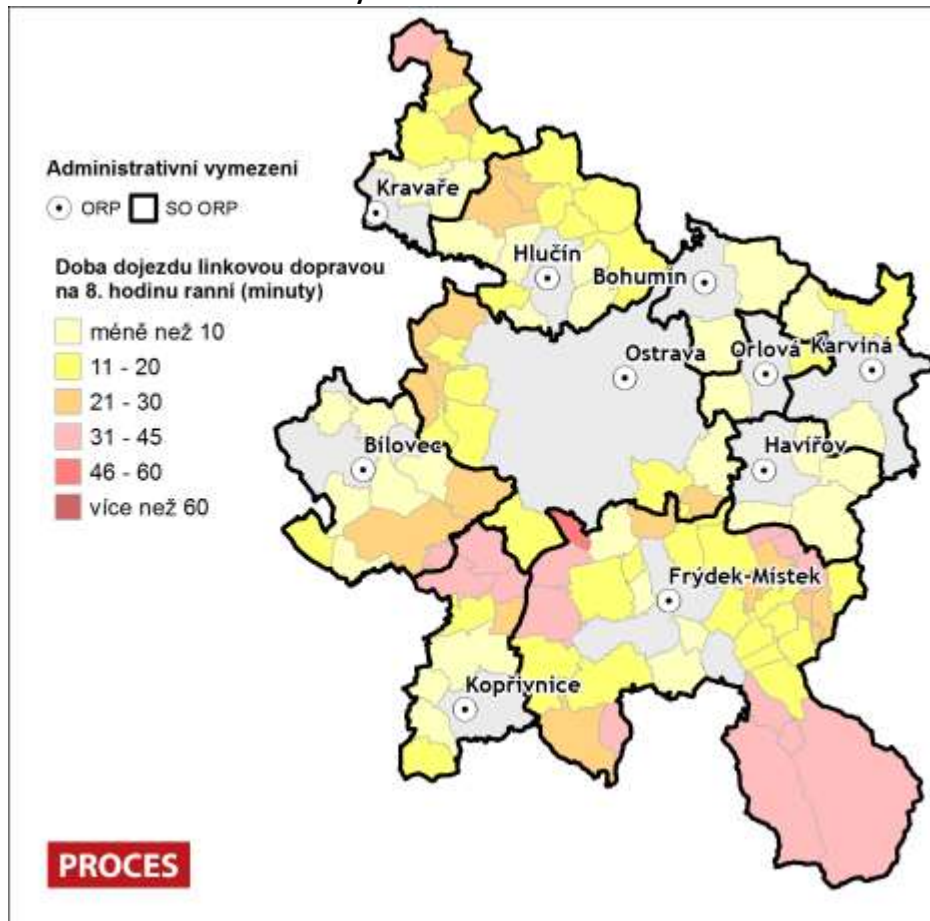 Administrativní vymezení
ORP SO ORP
Doba dojezdu linkovou dopravou
na 8. hodinu ranní (minuty)
méně než 10
11 - 20
21 - 30
31 - 45
46 - 60
více než 60
Kravaře
Hlučín
Bohumín
Ostrava
Orlová
Karviná
Bílovec
Havířov
Frýdek-Místek
Kopřivnice
PROCES